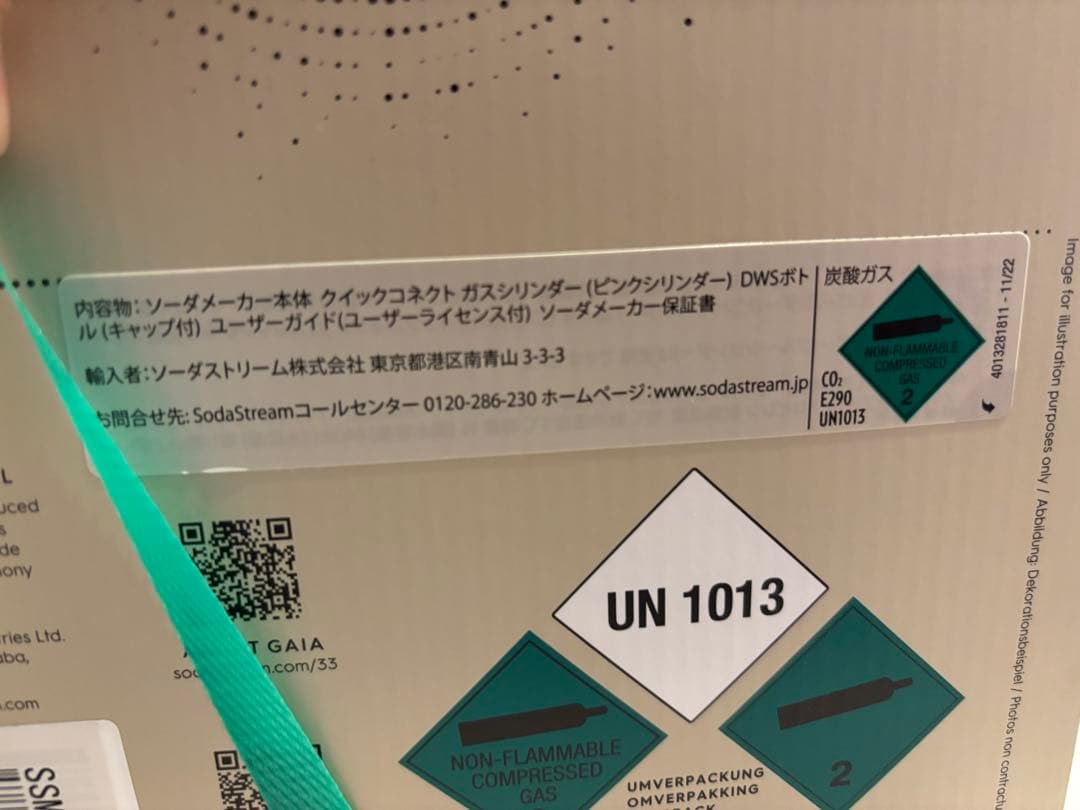 内容物：ソーダメーカー本体 クイックコネクト ガスシリンダー (ピンクシリンダー) DWSボト
ル (キャップ付) ユーザーガイド(ユーザーライセンス付) ソーダメーカー保証書
輸入者：ソーダストリーム株式会社 東京都港区南青山 3-3-3
お問合せ先: SodaStreamコールセンター 0120-286-230 ホームページ：www.sodastream.jp
炭酸ガス
NON-FLAMMABLE
COMPRESSED
GAS
2
CO₂
E290
UN1013
4013281811 - 11/22
Image for illustration purposes only / Abbildung: Dekorationsbeispiel / Photos non
UN 1013
GAIA
.com/33
ries Ltd.
.com
NON-FLAMMABLE
COMPRESSED
GAS
2
UMVERPACKUNG
OMVERPAKKING